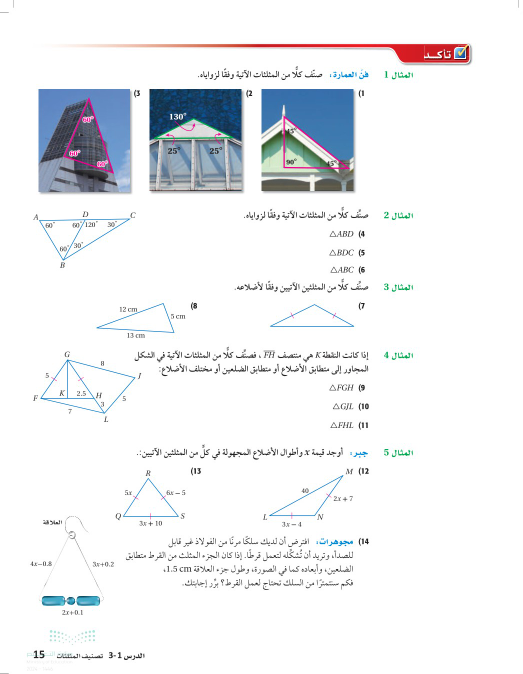 تأكد
المثال 1 فنّ العمارة: صنّف كلًّا من المثلثات الآتية وفقًا لزواياه.
(1
45°
90°
45°
(2
130°
25°
25°
(3
60°
60°
60°
المثال 2 صنّف كلًّا من المثلثات الآتية وفقًا لزواياه.
△ABD (4
△BDC (5
△ABC (6
A D C
60° 60° 120° 30°
60° 30°
B
المثال 3 صنّف كلًّا من المثلثين الآتيين وفقًا لأضلاعه.
(7
(8
12 cm
5 cm
13 cm
المثال 4 إذا كانت النقطة K هي منتصف FH، فصنّف كلًّا من المثلثات الآتية في الشكل
المجاور إلى متطابق الأضلاع أو متطابق الضلعين أو مختلف الأضلاع:
△FGH (9
△GJL (10
△FHL (11
G
8
5 I
K 2.5 H
F 3 5
7
L
المثال 5 جبر: أوجد قيمة x وأطوال الأضلاع المجهولة في كلٍّ من المثلثين الآتيين:.
(12
M
40
2x + 7
L N
3x − 4
(13
R
5x 6x − 5
Q S
3x + 10
(14 مجوهرات: افترض أن لديك سلكًا مرنًا من الفولاذ غير قابل
للصدأ، وتريد أن تُشكّله لتعمل قرطًا. إذا كان الجزء المثلث من القرط متطابق
الضلعين، وأبعاده كما في الصورة، وطول جزء العلاقة 1.5 cm،
فكم سنتمترًا من السلك تحتاج لعمل القرط؟ برّر إجابتك.
العلاقة
4x−0.8 3x+0.2
2x+0.1
الدرس 1-3 تصنيف المثلثات 15